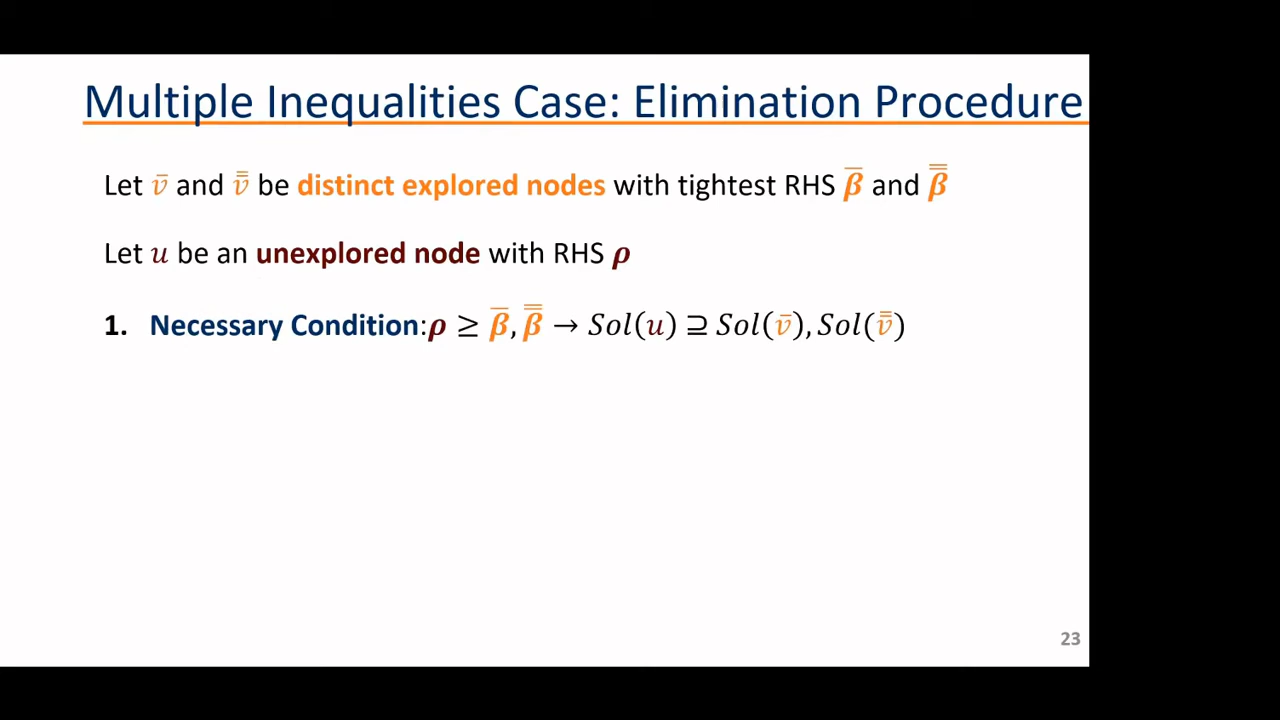 Multiple Inequalities Case: Elimination Procedure
Let v̄ and v̿ be distinct explored nodes with tightest RHS β̄ and β̿
Let u be an unexplored node with RHS ρ
1. Necessary Condition:ρ ≥ β̄, β̿ → Sol(u) ⊇ Sol(v̄), Sol(v̿)
23